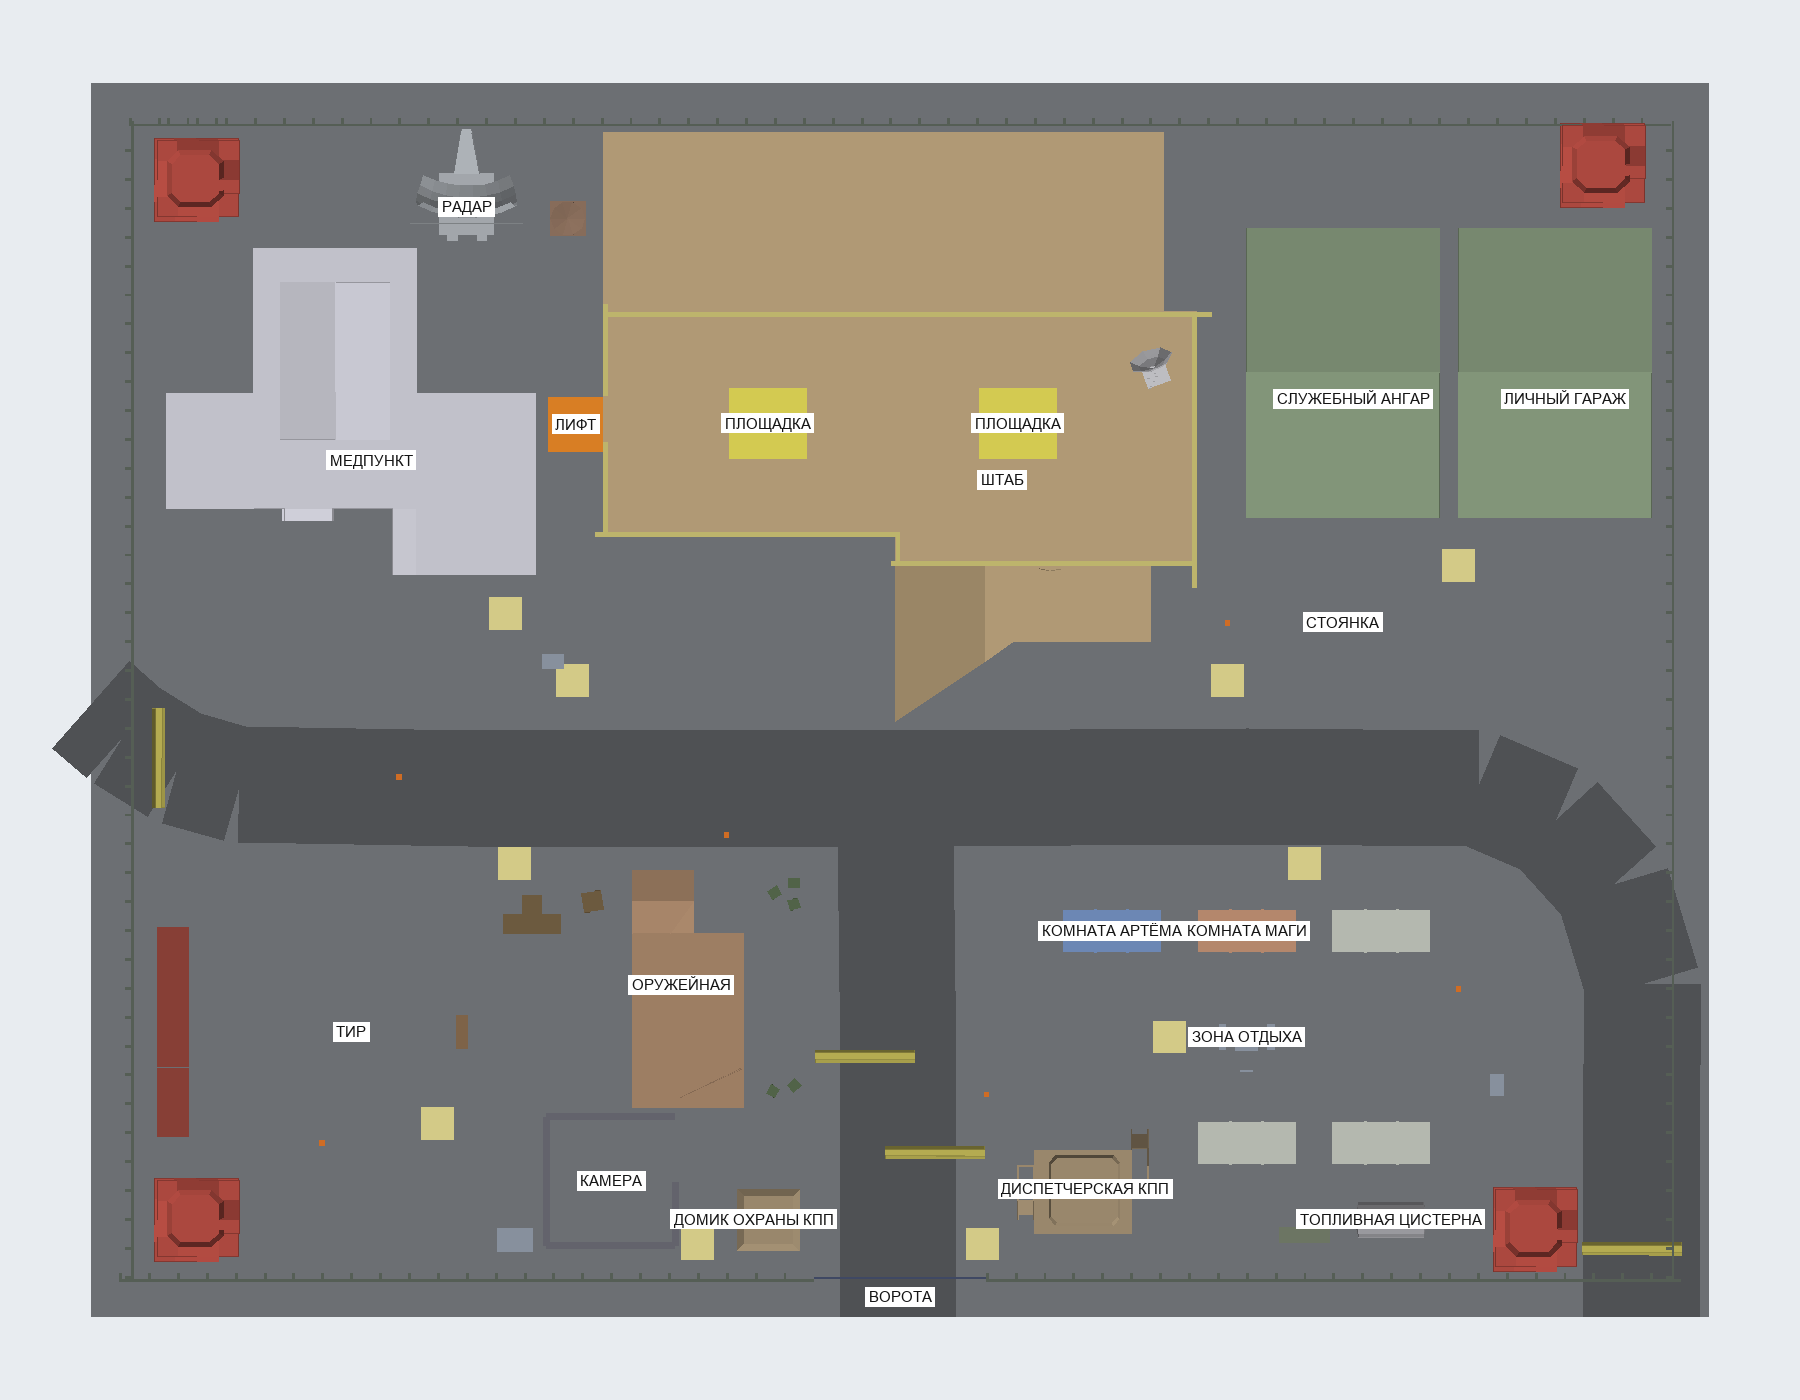 РАДАР
СЛУЖЕБНЫЙ АНГАР
ЛИЧНЫЙ ГАРАЖ
ЛИФТ
ПЛОЩАДКА
ПЛОЩАДКА
МЕДПУНКТ
ШТАБ
СТОЯНКА
КОМНАТА АРТЁМА
КОМНАТА МАГИ
ОРУЖЕЙНАЯ
ТИР
ЗОНА ОТДЫХА
КАМЕРА
ДИСПЕТЧЕРСКАЯ КПП
ДОМИК ОХРАНЫ КПП
ТОПЛИВНАЯ ЦИСТЕРНА
ВОРОТА